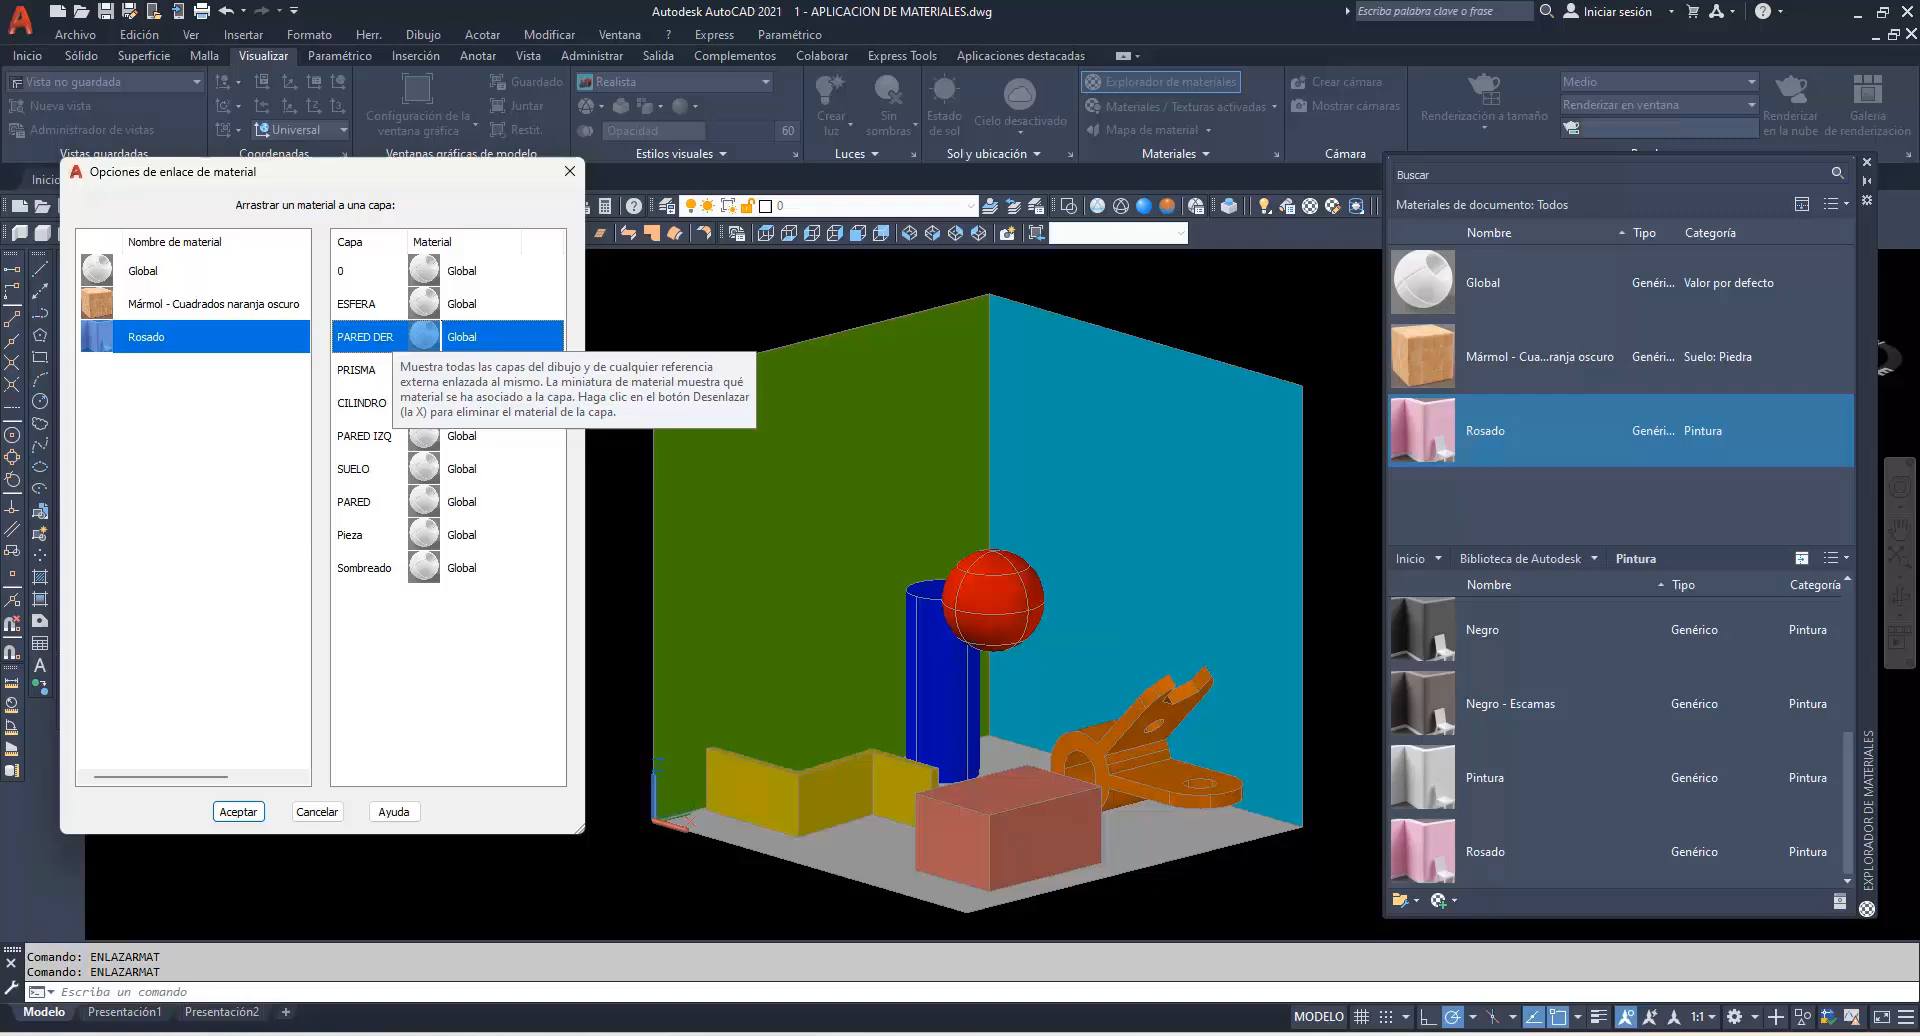 Autodesk AutoCAD 2021 1 - APLICACION DE MATERIALES.dwg
Escriba palabra clave o frase
Iniciar sesión
Archivo Edición Ver Insertar Formato Herr. Dibujo Acotar Modificar Ventana ? Express Paramétrico
Inicio Sólido Superficie Malla Visualizar Paramétrico Inserción Anotar Vista Administrar Salida Complementos Colaborar Express Tools Aplicaciones destacadas
Vista no guardada
Nueva vista
Administrador de vistas
Vistas guardadas
Universal
Coordenadas
Configuración de la
ventana gráfica
Guardado
Juntar
Restit.
Ventanas gráficas de modelo
Realista
Opacidad 60
Estilos visuales
Crear
luz
Sin
sombras
Luces
Estado
de sol
Cielo desactivado
Sol y ubicación
Explorador de materiales
Materiales / Texturas activadas
Mapa de material
Materiales
Crear cámara
Mostrar cámaras
Cámara
Renderización a tamaño
Medio
Renderizar en ventana
Renderizar
en la nube
Galería
de renderización
Inicio
0
Opciones de enlace de material
Arrastrar un material a una capa:
Nombre de material
Global
Mármol - Cuadrados naranja oscuro
Rosado
Capa Material
0 Global
ESFERA Global
PARED DER Global
PRISMA
CILINDRO
PARED IZQ Global
SUELO Global
PARED Global
Pieza Global
Sombreado Global
Muestra todas las capas del dibujo y de cualquier referencia
externa enlazada al mismo. La miniatura de material muestra qué
material se ha asociado a la capa. Haga clic en el botón Desenlazar
(la X) para eliminar el material de la capa.
Aceptar Cancelar Ayuda
Buscar
Materiales de documento: Todos
Nombre Tipo Categoría
Global Genéri... Valor por defecto
Mármol - Cua...ranja oscuro Genéri... Suelo: Piedra
Rosado Genéri... Pintura
Inicio Biblioteca de Autodesk Pintura
Nombre Tipo Categoría
Negro Genérico Pintura
Negro - Escamas Genérico Pintura
Pintura Genérico Pintura
Rosado Genérico Pintura
EXPLORADOR DE MATERIALES
Comando: ENLAZARMAT
Comando: ENLAZARMAT
Escriba un comando
Modelo Presentación1 Presentación2 +
MODELO 1:1